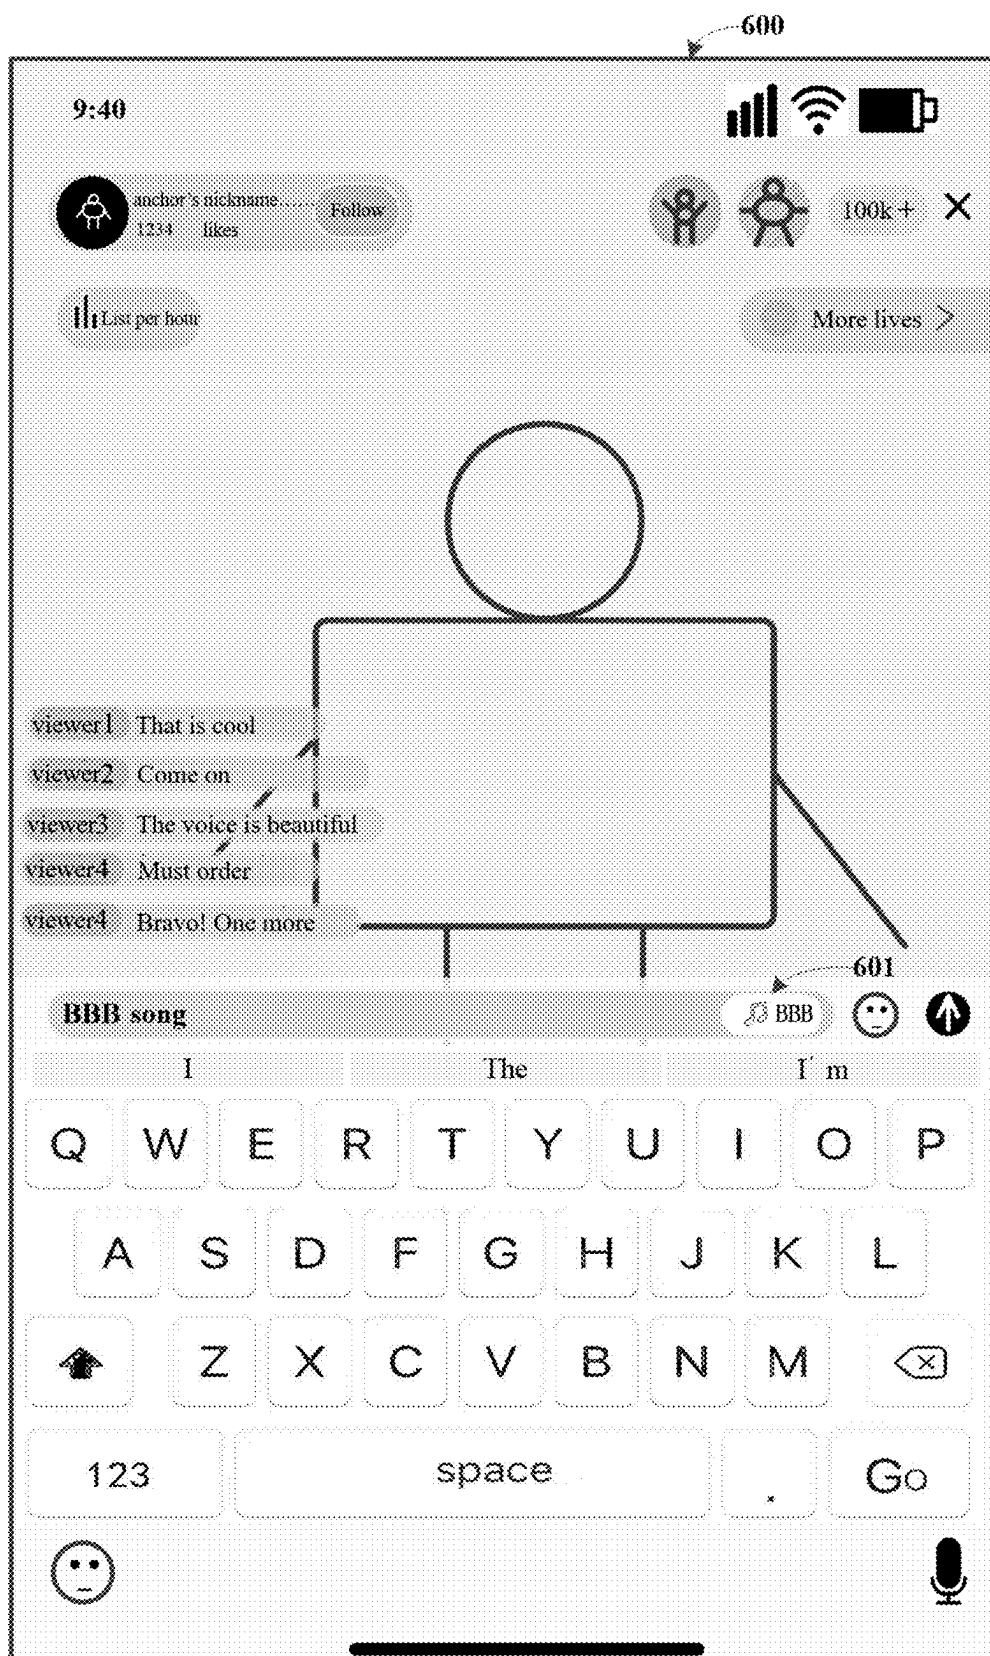 600
9:40
anchor's nickname...... Follow
1234 likes
100k+
List per hour
More lives
viewer1 That is cool
viewer2 Come on
viewer3 The voice is beautiful
viewer4 Must order
viewer4 Bravo! One more
601
BBB song
BBB
I The I' m
Q W E R T Y U I O P
A S D F G H J K L
Z X C V B N M
123 space . Go